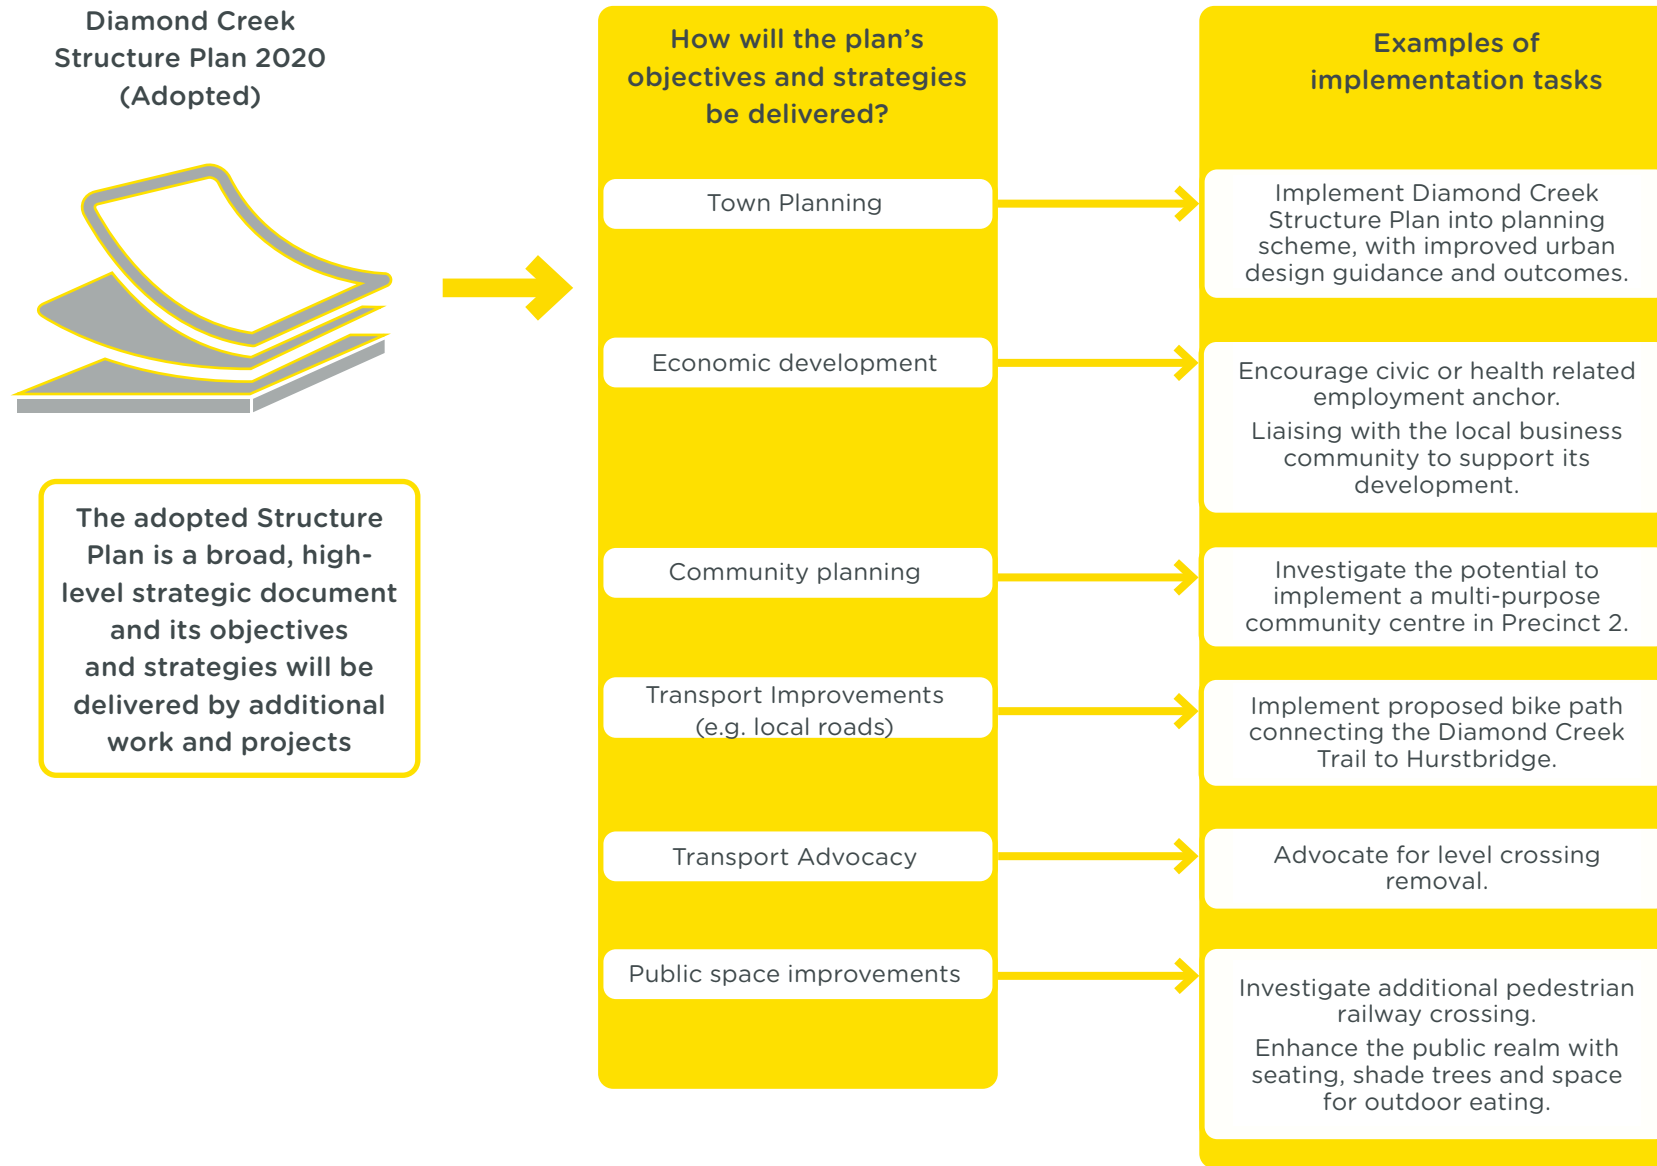 Diamond Creek
Structure Plan 2020
(Adopted)
The adopted Structure
Plan is a broad, high-
level strategic document
and its objectives
and strategies will be
delivered by additional
work and projects
How will the plan’s
objectives and strategies
be delivered?
Town Planning
Economic development
Community planning
Transport Improvements
(e.g. local roads)
Transport Advocacy
Public space improvements
Examples of
implementation tasks
Implement Diamond Creek
Structure Plan into planning
scheme, with improved urban
design guidance and outcomes.
Encourage civic or health related
employment anchor.
Liaising with the local business
community to support its
development.
Investigate the potential to
implement a multi-purpose
community centre in Precinct 2.
Implement proposed bike path
connecting the Diamond Creek
Trail to Hurstbridge.
Advocate for level crossing
removal.
Investigate additional pedestrian
railway crossing.
Enhance the public realm with
seating, shade trees and space
for outdoor eating.